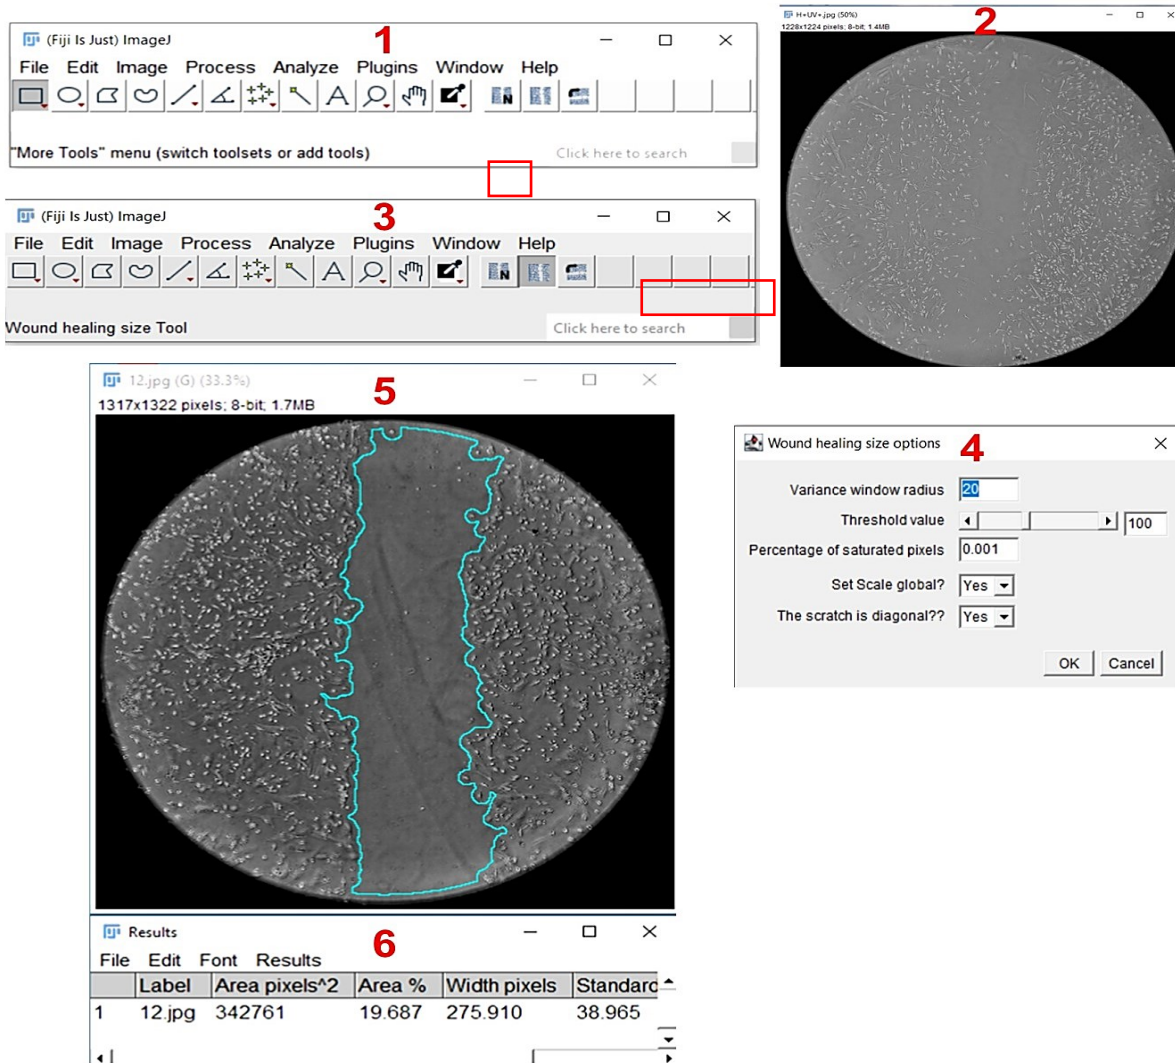 (Fiji Is Just) ImageJ
1
File Edit Image Process Analyze Plugins Window Help
A
N
"More Tools" menu (switch toolsets or add tools)
Click here to search
H+UV+.jpg (50%)
2
1228x1224 pixels; 8-bit; 1.4MB
(Fiji Is Just) ImageJ
3
File Edit Image Process Analyze Plugins Window Help
A
N
Wound healing size Tool
Click here to search
12.jpg (G) (33.3%)
5
1317x1322 pixels; 8-bit; 1.7MB
Wound healing size options
4
Variance window radius 20
Threshold value 100
Percentage of saturated pixels 0.001
Set Scale global? Yes
The scratch is diagonal?? Yes
OK Cancel
Results
6
File Edit Font Results
Label Area pixels^2 Area % Width pixels Standard
1 12.jpg 342761 19.687 275.910 38.965